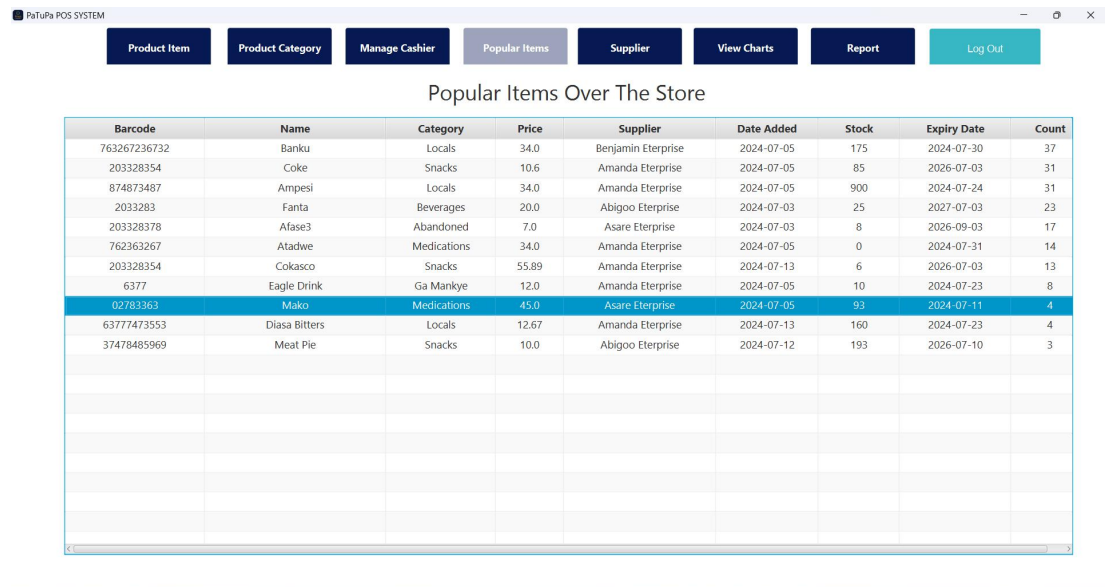 PaTuPa POS SYSTEM
Product Item Product Category Manage Cashier Popular Items Supplier View Charts Report Log Out
Popular Items Over The Store
Barcode Name Category Price Supplier Date Added Stock Expiry Date Count
763267236732 Banku Locals 34.0 Benjamin Eterprise 2024-07-05 175 2024-07-30 37
203328354 Coke Snacks 10.6 Amanda Eterprise 2024-07-05 85 2026-07-03 31
874873487 Ampesi Locals 34.0 Amanda Eterprise 2024-07-05 900 2024-07-24 31
2033283 Fanta Beverages 20.0 Abigoo Eterprise 2024-07-03 25 2027-07-03 23
203328378 Afase3 Abandoned 7.0 Asare Eterprise 2024-07-03 8 2026-09-03 17
762363267 Atadwe Medications 34.0 Amanda Eterprise 2024-07-05 0 2024-07-31 14
203328354 Cokasco Snacks 55.89 Amanda Eterprise 2024-07-13 6 2026-07-03 13
6377 Eagle Drink Ga Mankye 12.0 Amanda Eterprise 2024-07-05 10 2024-07-23 8
02783363 Mako Medications 45.0 Asare Eterprise 2024-07-05 93 2024-07-11 4
63777473553 Diasa Bitters Locals 12.67 Amanda Eterprise 2024-07-13 160 2024-07-23 4
37478485969 Meat Pie Snacks 10.0 Abigoo Eterprise 2024-07-12 193 2026-07-10 3